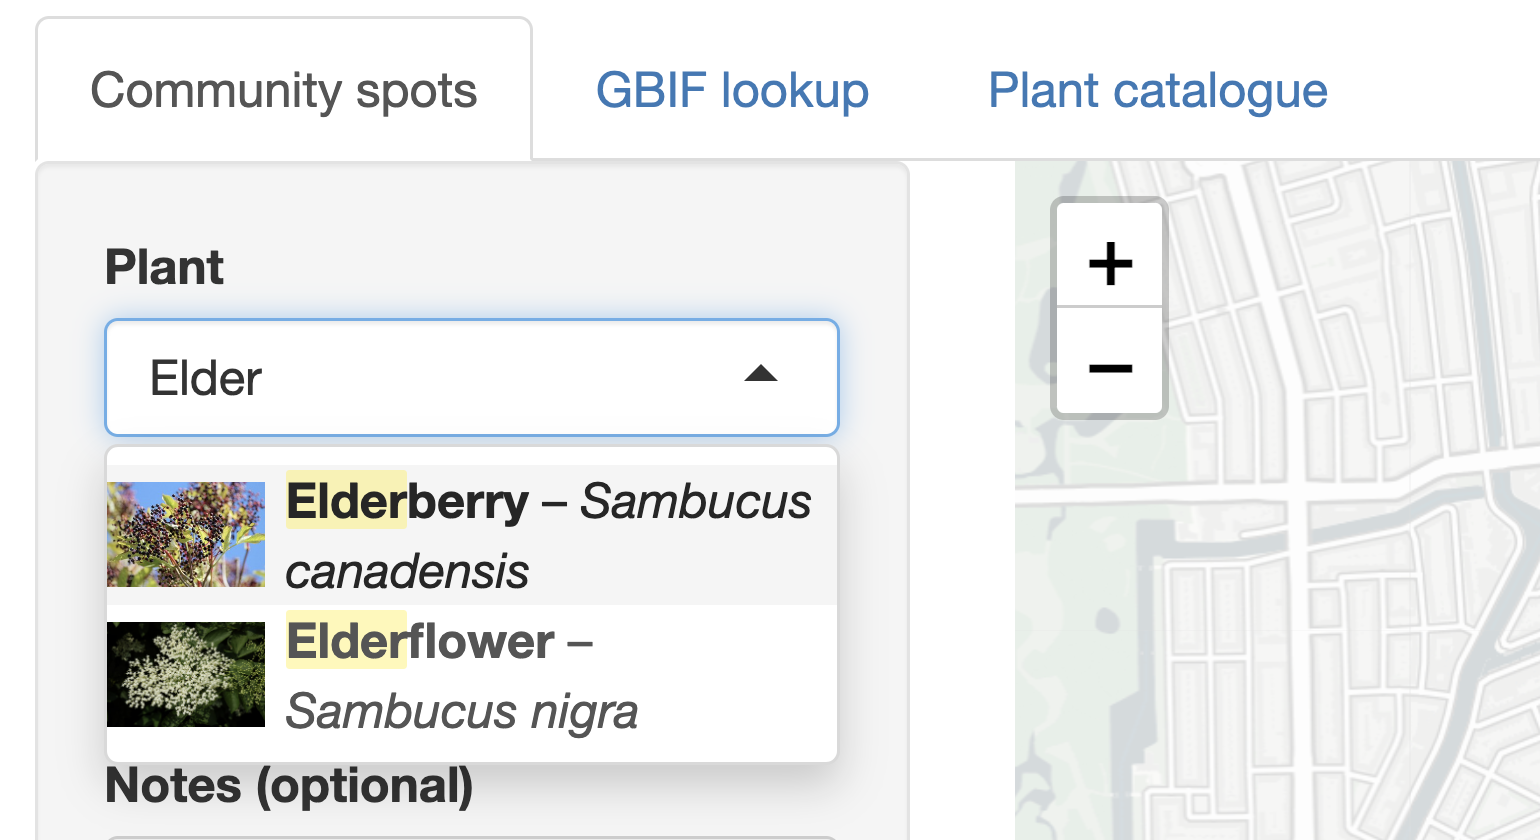 Community spots GBIF lookup Plant catalogue
Plant
Elder
Elderberry – Sambucus
canadensis
Elderflower –
Sambucus nigra
Notes (optional)
+
−